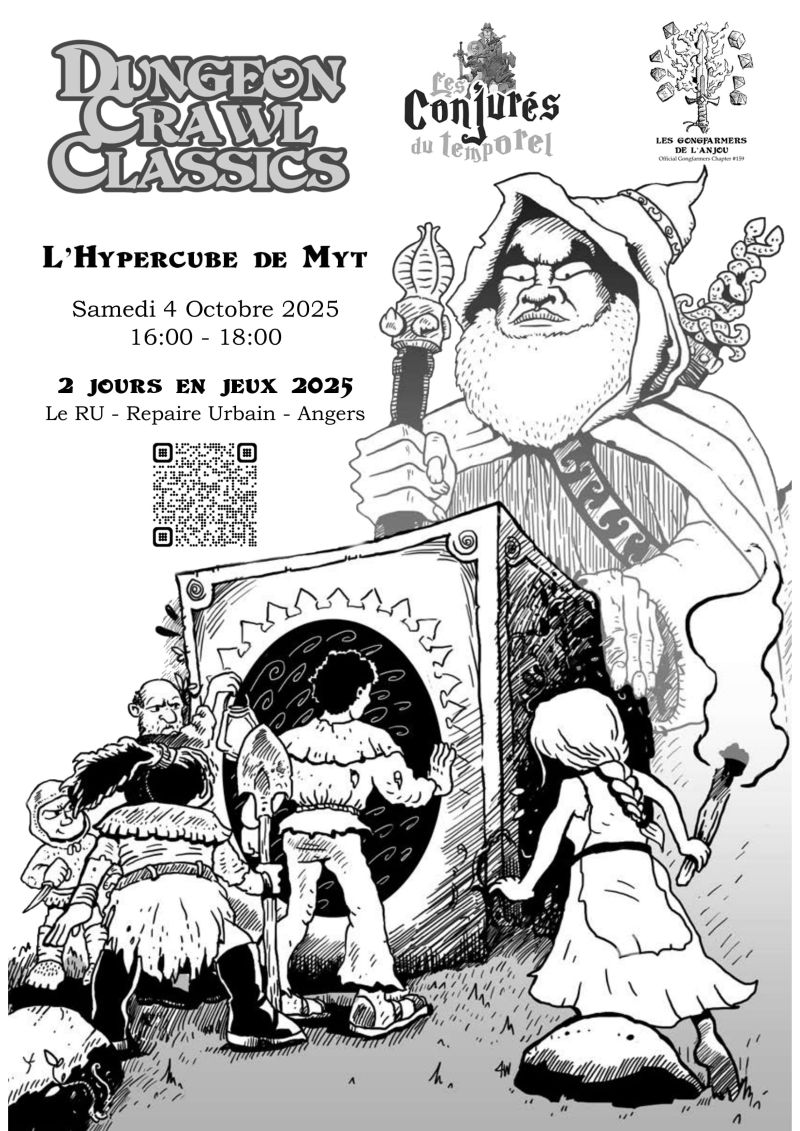 DUNGEON
CRAWL
CLASSICS
Les
Conjurés
du temporel
LES GONGFARMERS
DE L'ANJOU
Official Gongfarmers Chapter #159
L'HYPERCUBE DE MYT
Samedi 4 Octobre 2025
16:00 - 18:00
2 JOURS EN JEUX 2025
Le RU - Repaire Urbain - Angers